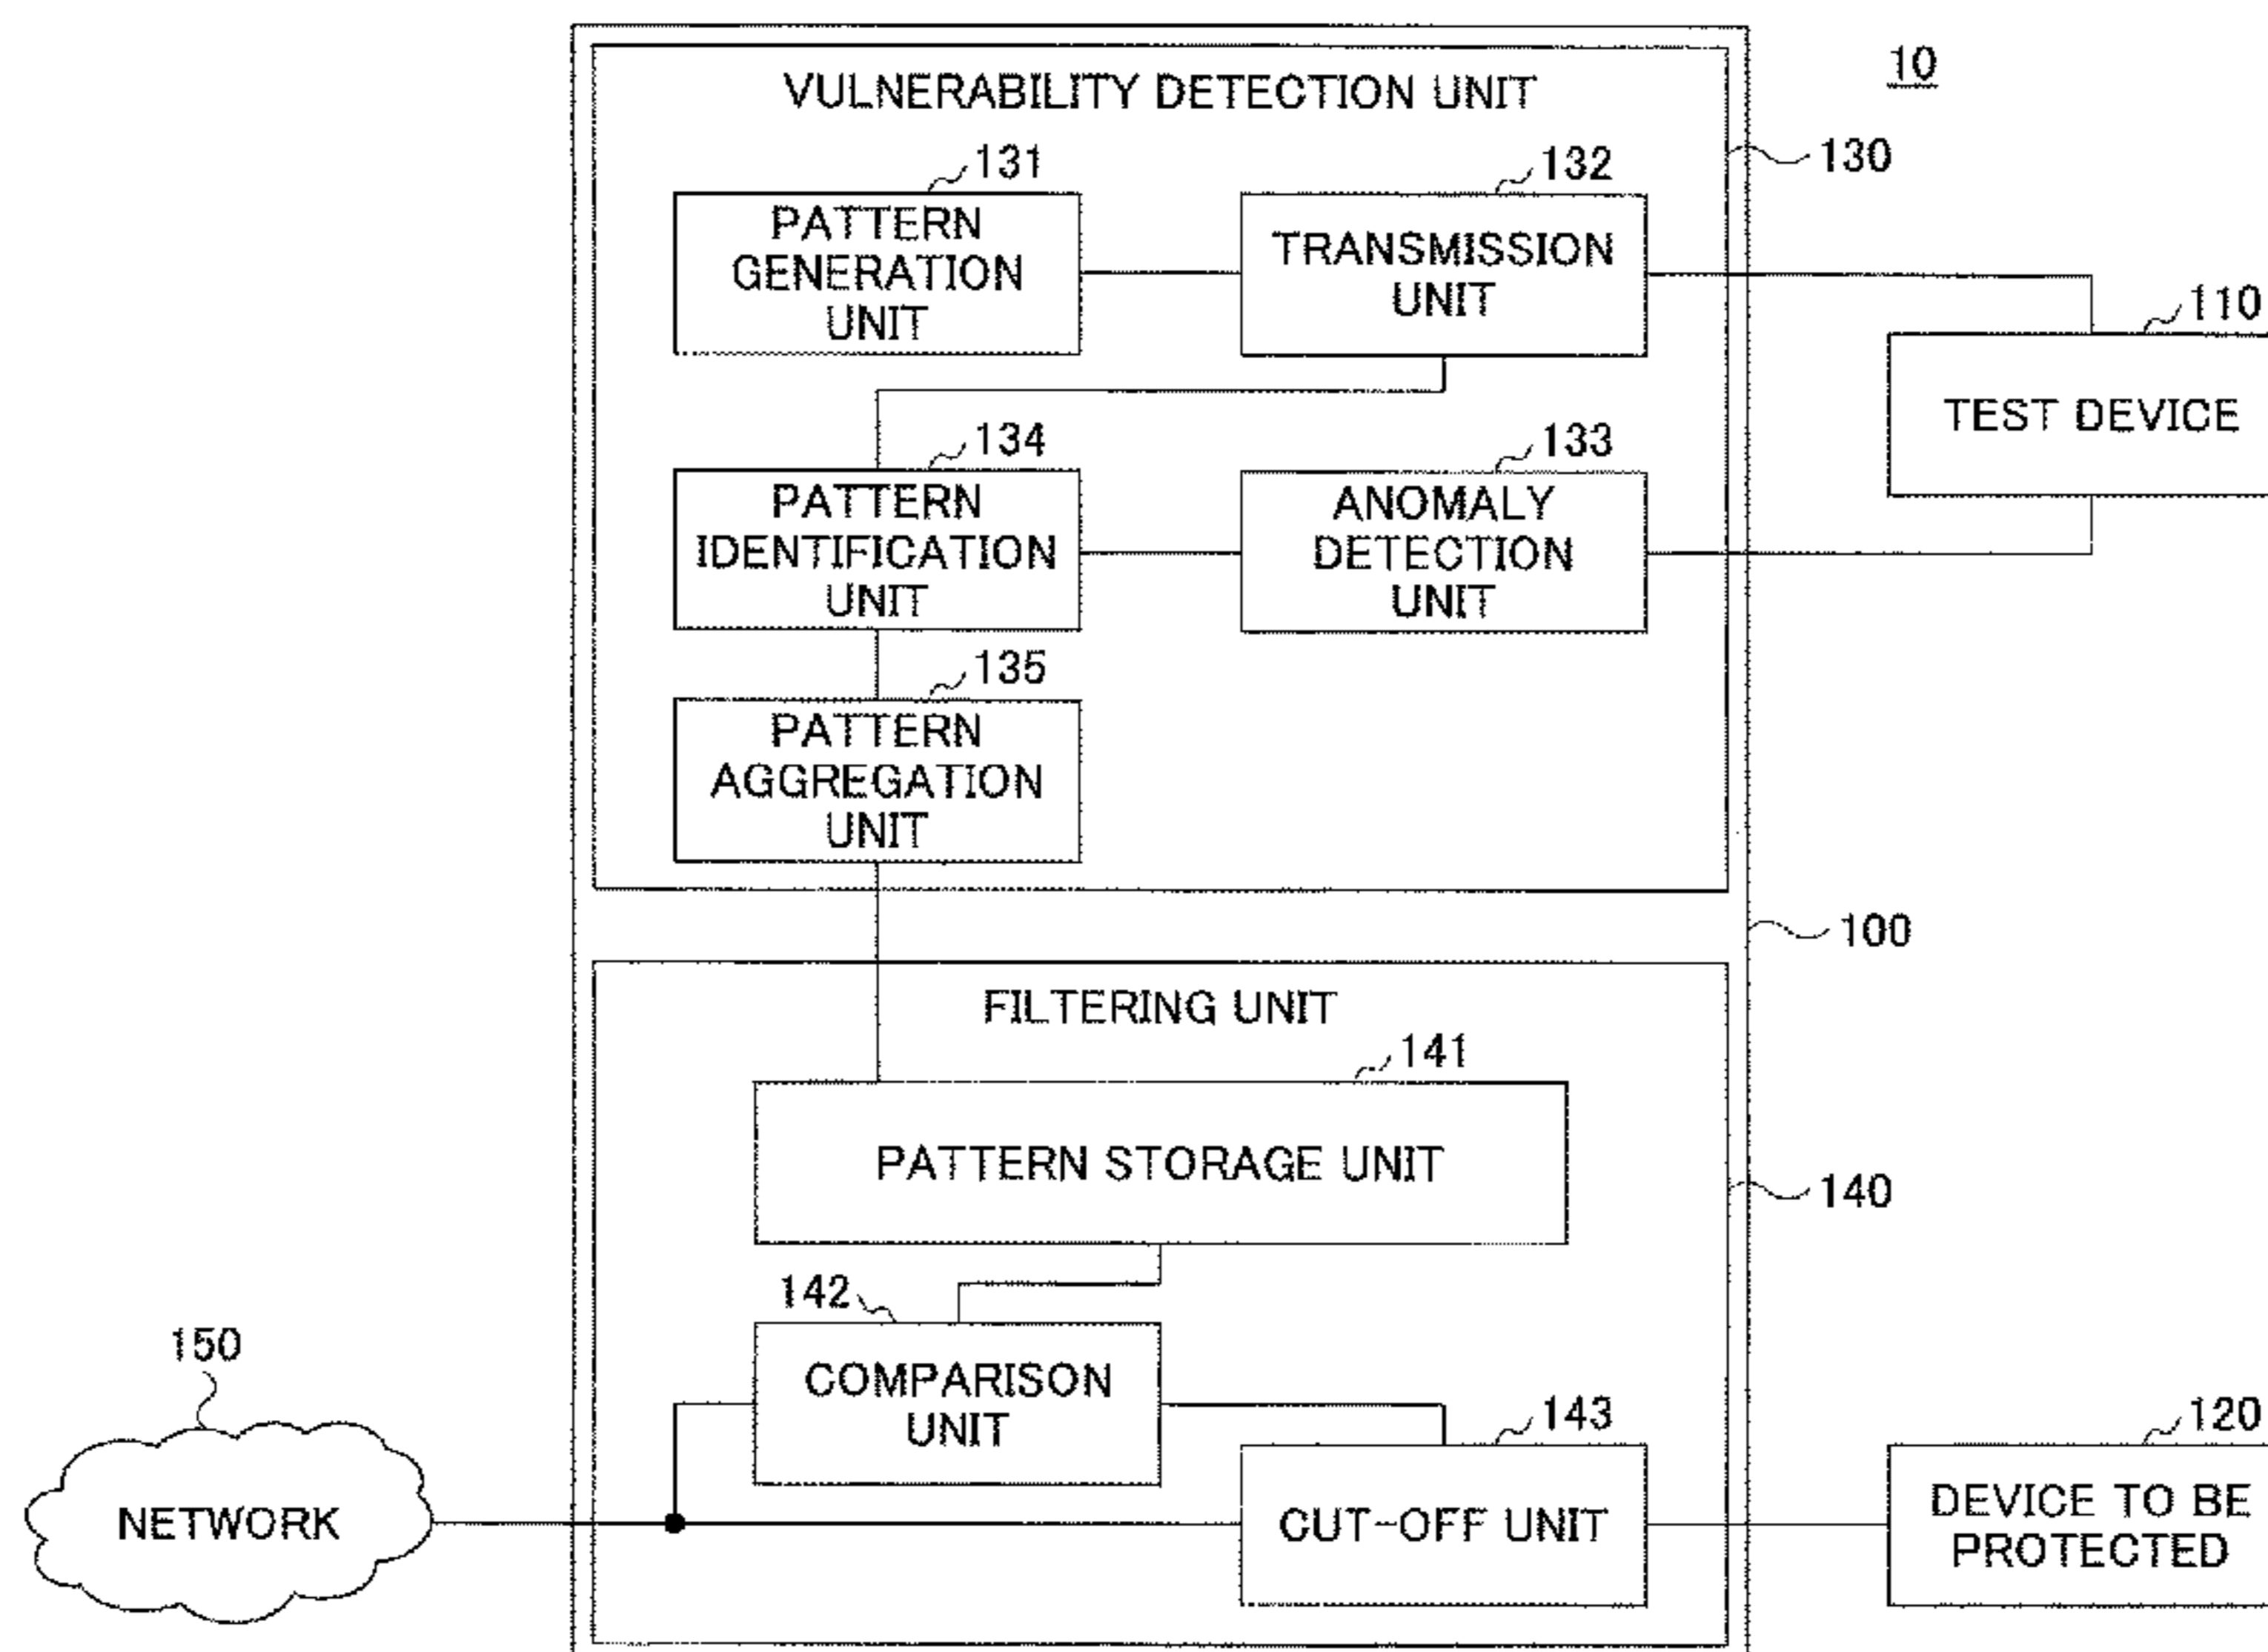 10
VULNERABILITY DETECTION UNIT
130
131
132
PATTERN
GENERATION
UNIT
TRANSMISSION
UNIT
110
TEST DEVICE
134
133
PATTERN
IDENTIFICATION
UNIT
ANOMALY
DETECTION
UNIT
135
PATTERN
AGGREGATION
UNIT
100
FILTERING UNIT
141
PATTERN STORAGE UNIT
140
142
COMPARISON
UNIT
150
NETWORK
143
CUT-OFF UNIT
120
DEVICE TO BE
PROTECTED